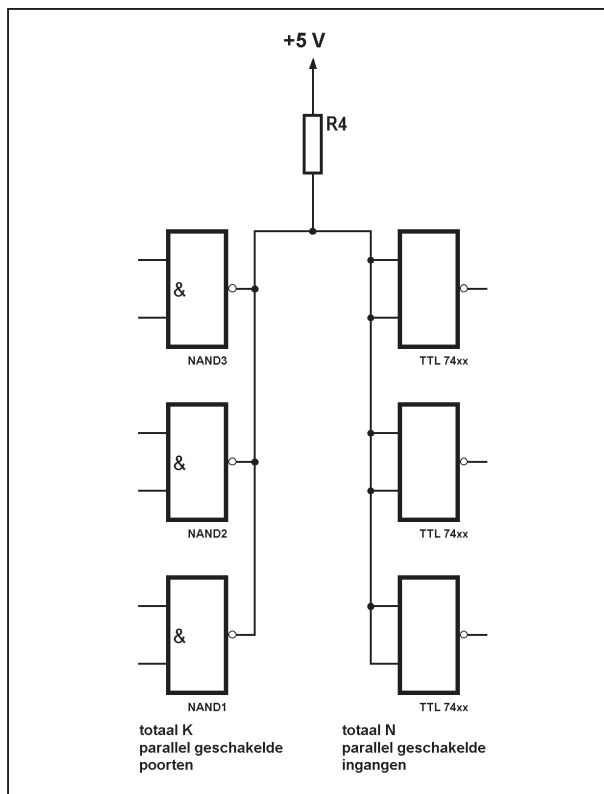 +5 V
R4
&
NAND3
TTL 74xx
&
NAND2
TTL 74xx
&
NAND1
TTL 74xx
totaal K
parallel geschakelde
poorten
totaal N
parallel geschakelde
ingangen